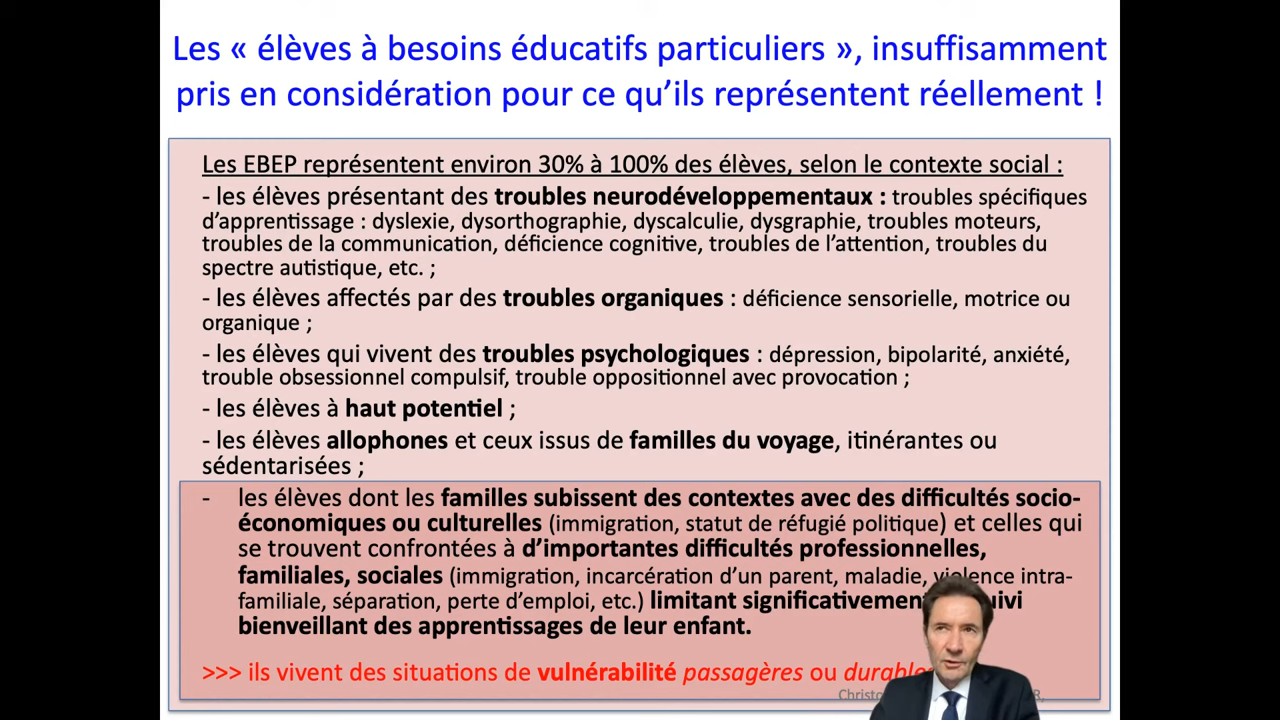 Les « élèves à besoins éducatifs particuliers », insuffisamment
pris en considération pour ce qu’ils représentent réellement !
Les EBEP représentent environ 30% à 100% des élèves, selon le contexte social :
- les élèves présentant des troubles neurodéveloppementaux : troubles spécifiques
d’apprentissage : dyslexie, dysorthographie, dyscalculie, dysgraphie, troubles moteurs,
troubles de la communication, déficience cognitive, troubles de l’attention, troubles du
spectre autistique, etc. ;
- les élèves affectés par des troubles organiques : déficience sensorielle, motrice ou
organique ;
- les élèves qui vivent des troubles psychologiques : dépression, bipolarité, anxiété,
trouble obsessionnel compulsif, trouble oppositionnel avec provocation ;
- les élèves à haut potentiel ;
- les élèves allophones et ceux issus de familles du voyage, itinérantes ou
sédentarisées ;
- les élèves dont les familles subissent des contextes avec des difficultés socio-
économiques ou culturelles (immigration, statut de réfugié politique) et celles qui
se trouvent confrontées à d’importantes difficultés professionnelles,
familiales, sociales (immigration, incarcération d’un parent, maladie, violence intra-
familiale, séparation, perte d’emploi, etc.) limitant significativement
bienveillant des apprentissages de leur enfant.
>>> ils vivent des situations de vulnérabilité passagères ou durables